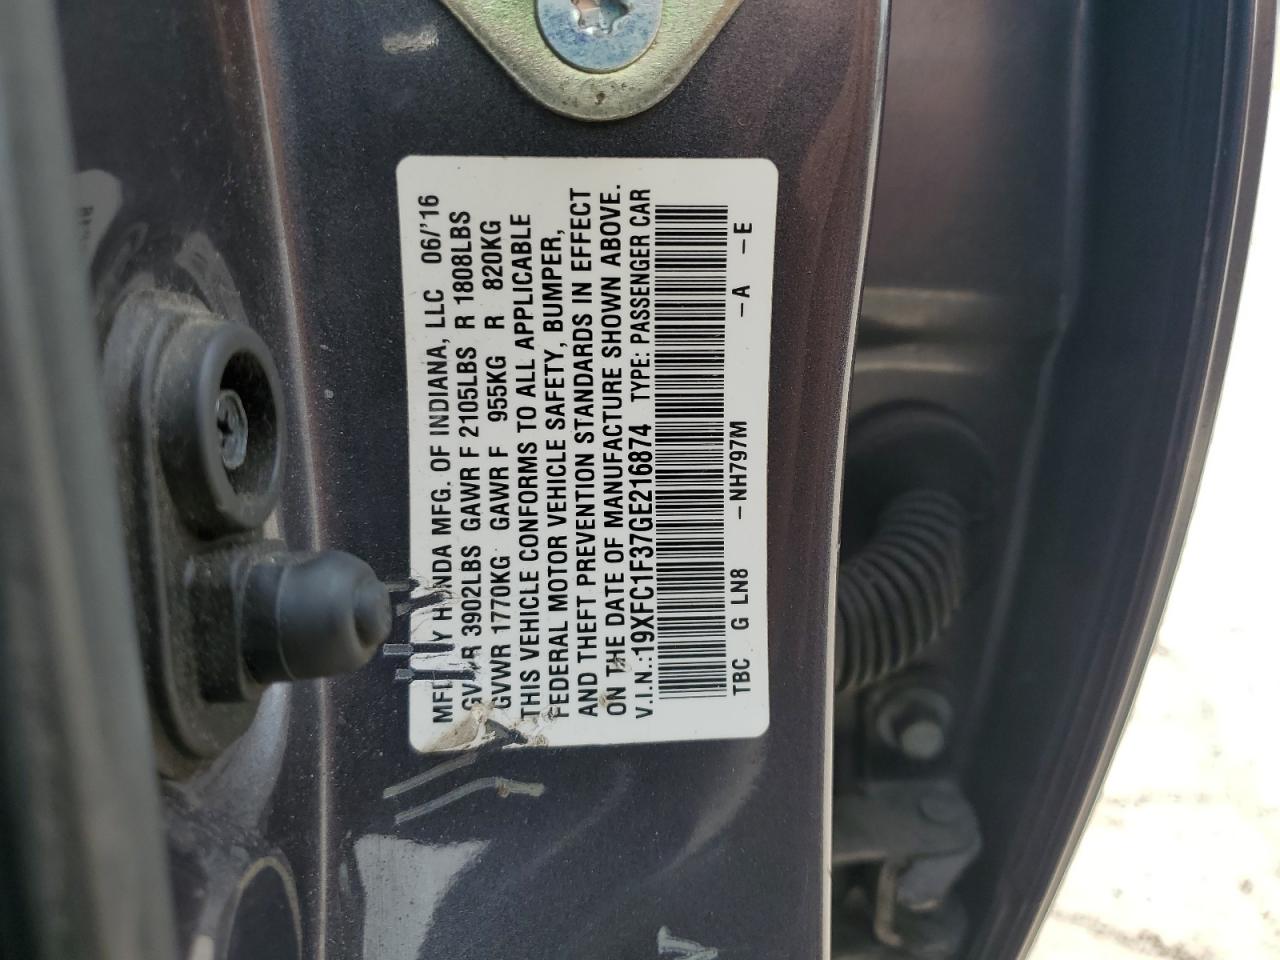 MFD BY HONDA MFG. OF INDIANA, LLC 06/'16
GVWR 3902LBS GAWR F 2105LBS R 1808LBS
GVWR 1770KG GAWR F 955KG R 820KG
THIS VEHICLE CONFORMS TO ALL APPLICABLE
FEDERAL MOTOR VEHICLE SAFETY, BUMPER,
AND THEFT PREVENTION STANDARDS IN EFFECT
ON THE DATE OF MANUFACTURE SHOWN ABOVE.
V.I.N.:19XFC1F37GE216874 TYPE: PASSENGER CAR
TBC G LN8 -NH797M -A -E